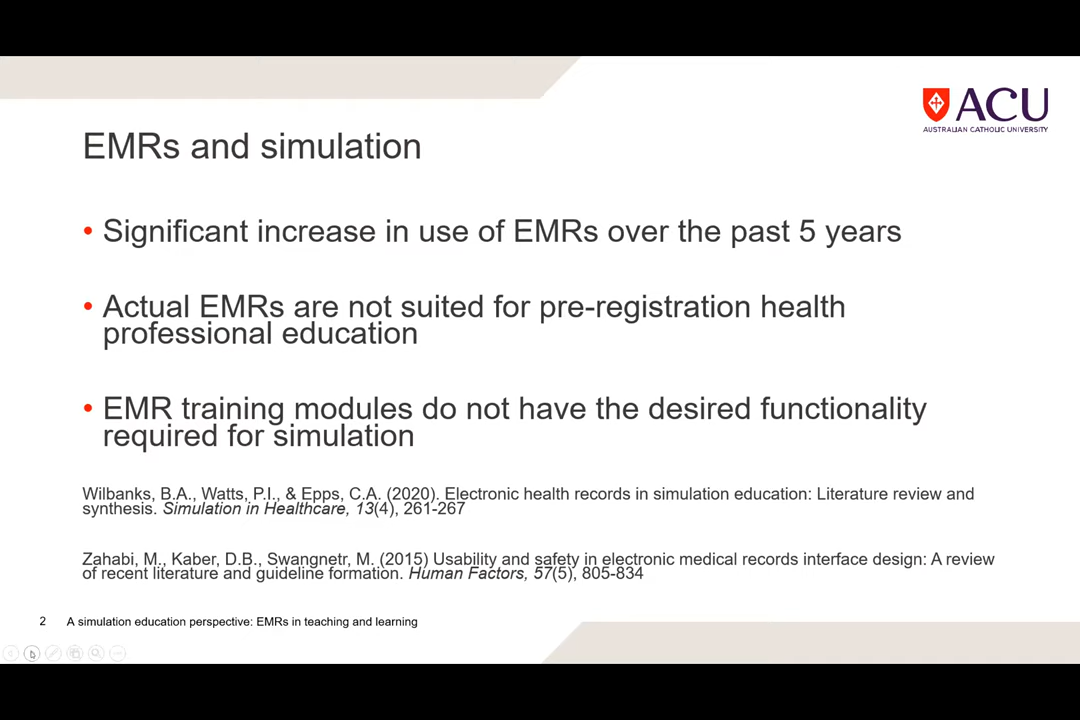 ACU
AUSTRALIAN CATHOLIC UNIVERSITY
EMRs and simulation
• Significant increase in use of EMRs over the past 5 years
• Actual EMRs are not suited for pre-registration health
professional education
• EMR training modules do not have the desired functionality
required for simulation
Wilbanks, B.A., Watts, P.I., & Epps, C.A. (2020). Electronic health records in simulation education: Literature review and
synthesis. Simulation in Healthcare, 13(4), 261-267
Zahabi, M., Kaber, D.B., Swangnetr, M. (2015) Usability and safety in electronic medical records interface design: A review
of recent literature and guideline formation. Human Factors, 57(5), 805-834
2 A simulation education perspective: EMRs in teaching and learning